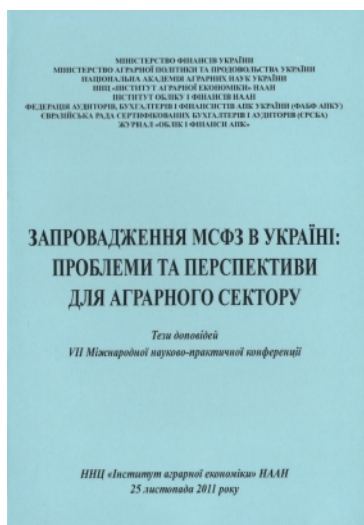 МІНІСТЕРСТВО ФІНАНСІВ УКРАЇНИ
МІНІСТЕРСТВО АГРАРНОЇ ПОЛІТИКИ ТА ПРОДОВОЛЬСТВА УКРАЇНИ
НАЦІОНАЛЬНА АКАДЕМІЯ АГРАРНИХ НАУК УКРАЇНИ
ННЦ «ІНСТИТУТ АГРАРНОЇ ЕКОНОМІКИ» НААН
ІНСТИТУТ ОБЛІКУ І ФІНАНСІВ НААН
ФЕДЕРАЦІЯ АУДИТОРІВ, БУХГАЛТЕРІВ І ФІНАНСИСТІВ АПК УКРАЇНИ (ФАБФ АПКУ)
ЄВРАЗІЙСЬКА РАДА СЕРТИФІКОВАНИХ БУХГАЛТЕРІВ І АУДИТОРІВ (ЄРСБА)
ЖУРНАЛ «ОБЛІК І ФІНАНСИ АПК»
ЗАПРОВАДЖЕННЯ МСФЗ В УКРАЇНІ:
ПРОБЛЕМИ ТА ПЕРСПЕКТИВИ
ДЛЯ АГРАРНОГО СЕКТОРУ
Тези доповідей
VII Міжнародної науково-практичної конференції
ННЦ «Інститут аграрної економіки» НААН
25 листопада 2011 року